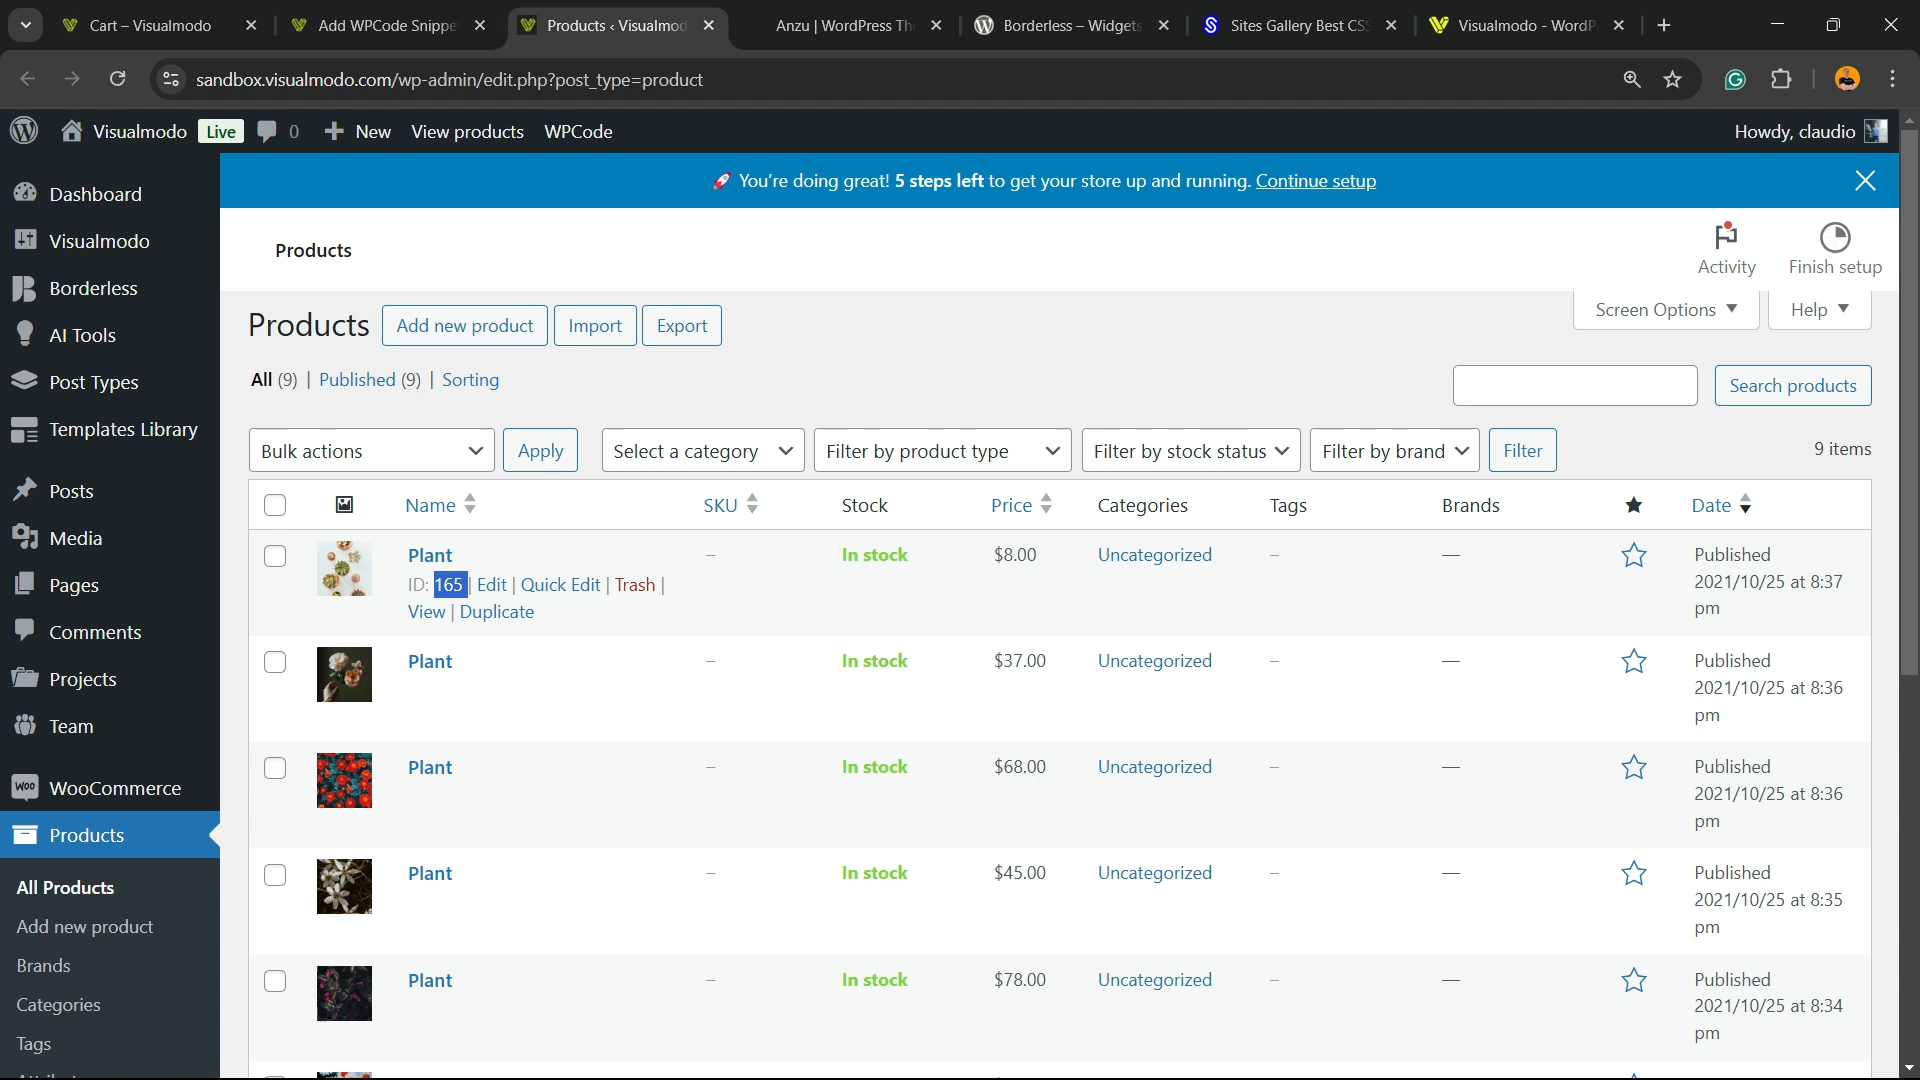 Cart – Visualmodo
Add WPCode Snippe
Products ‹ Visualmod
Anzu | WordPress Th
Borderless – Widgets
Sites Gallery Best CSS
Visualmodo - WordP
sandbox.visualmodo.com/wp-admin/edit.php?post_type=product
Visualmodo Live 0 New View products WPCode
Howdy, claudio
🚀 You're doing great! 5 steps left to get your store up and running. Continue setup
Dashboard
Visualmodo
Borderless
AI Tools
Post Types
Templates Library
Posts
Media
Pages
Comments
Projects
Team
WooCommerce
Products
All Products
Add new product
Brands
Categories
Tags
Products
Activity
Finish setup
Screen Options
Help
Products Add new product Import Export
All (9) | Published (9) | Sorting
Search products
Bulk actions Apply Select a category Filter by product type Filter by stock status Filter by brand Filter
9 items
Name SKU Stock Price Categories Tags Brands Date
Plant – In stock $8.00 Uncategorized – — Published
ID: 165 | Edit | Quick Edit | Trash | 2021/10/25 at 8:37
View | Duplicate pm
Plant – In stock $37.00 Uncategorized – — Published
2021/10/25 at 8:36
pm
Plant – In stock $68.00 Uncategorized – — Published
2021/10/25 at 8:36
pm
Plant – In stock $45.00 Uncategorized – — Published
2021/10/25 at 8:35
pm
Plant – In stock $78.00 Uncategorized – — Published
2021/10/25 at 8:34
pm